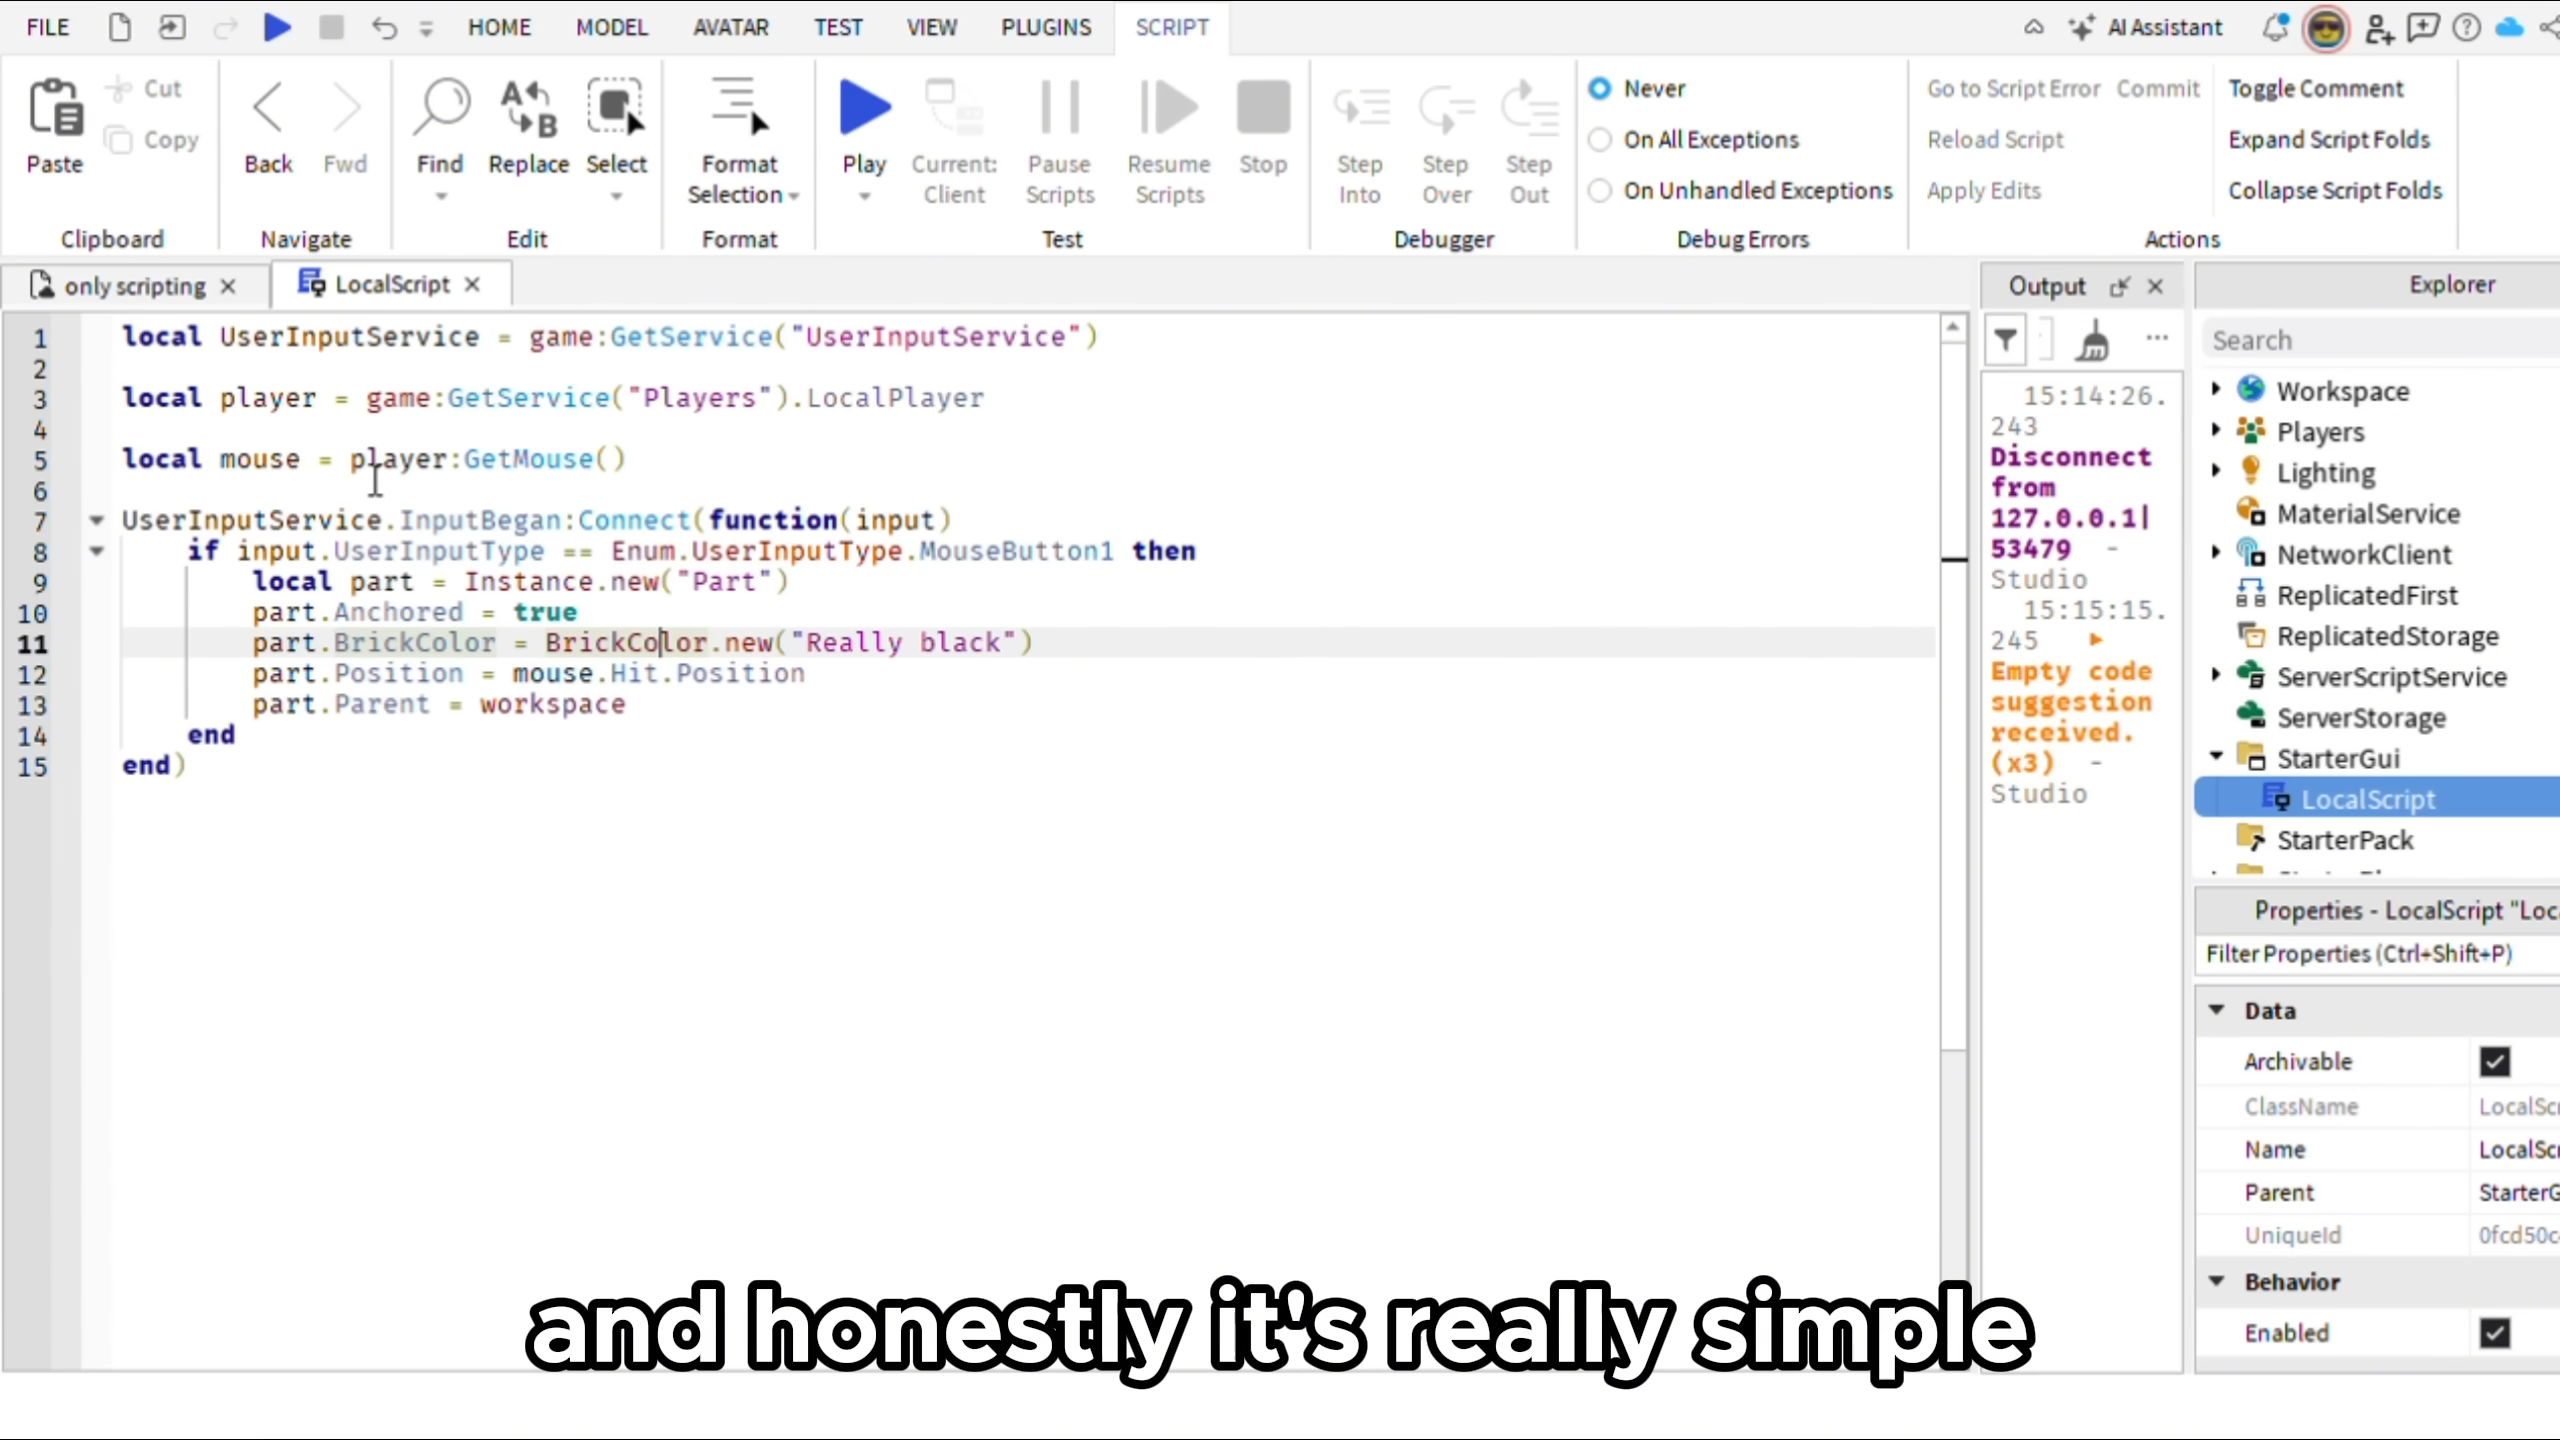 FILE HOME MODEL AVATAR TEST VIEW PLUGINS SCRIPT AI Assistant
Paste Cut Copy Back Fwd Find Replace Select Format Selection Play Current: Client Pause Scripts Resume Scripts Stop Step Into Step Over Step Out
Never
On All Exceptions
On Unhandled Exceptions
Go to Script Error Commit
Reload Script
Apply Edits
Toggle Comment
Expand Script Folds
Collapse Script Folds
Clipboard Navigate Edit Format Test Debugger Debug Errors Actions
only scripting LocalScript
1 local UserInputService = game:GetService("UserInputService")
2
3 local player = game:GetService("Players").LocalPlayer
4
5 local mouse = player:GetMouse()
6
7 UserInputService.InputBegan:Connect(function(input)
8 if input.UserInputType == Enum.UserInputType.MouseButton1 then
9 local part = Instance.new("Part")
10 part.Anchored = true
11 part.BrickColor = BrickColor.new("Really black")
12 part.Position = mouse.Hit.Position
13 part.Parent = workspace
14 end
15 end)
Output
15:14:26.
243
Disconnect
from
127.0.0.1|
53479 -
Studio
15:15:15.
245
Empty code
suggestion
received.
(x3) -
Studio
Explorer
Search
Workspace
Players
Lighting
MaterialService
NetworkClient
ReplicatedFirst
ReplicatedStorage
ServerScriptService
ServerStorage
StarterGui
LocalScript
StarterPack
Properties - LocalScript "Loc
Filter Properties (Ctrl+Shift+P)
Data
Archivable
ClassName LocalSc
Name LocalSc
Parent StarterG
UniqueId 0fcd50c
Behavior
Enabled
and honestly it's really simple